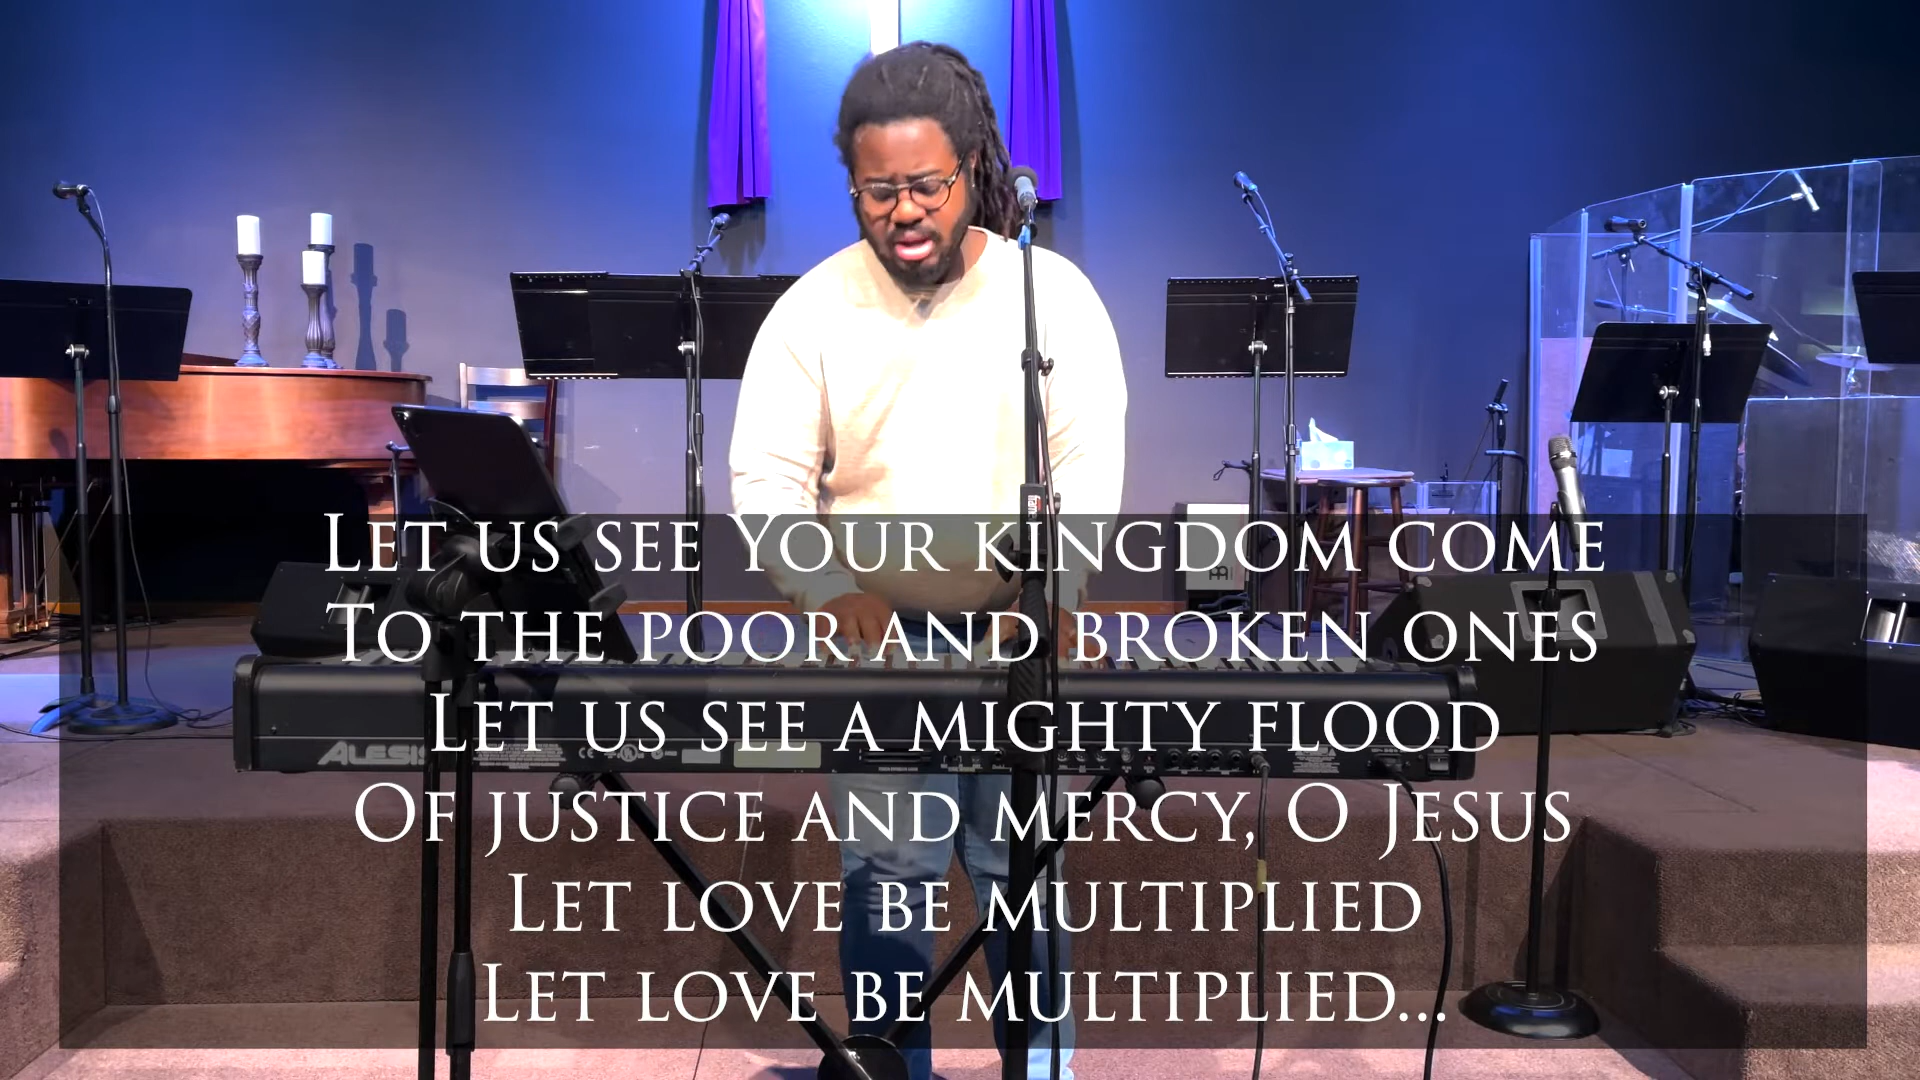 Let us see Your kingdom come
To the poor and broken ones
Let us see a mighty flood
Of justice and mercy, O Jesus
Let love be multiplied
Let love be multiplied...
ALESIS